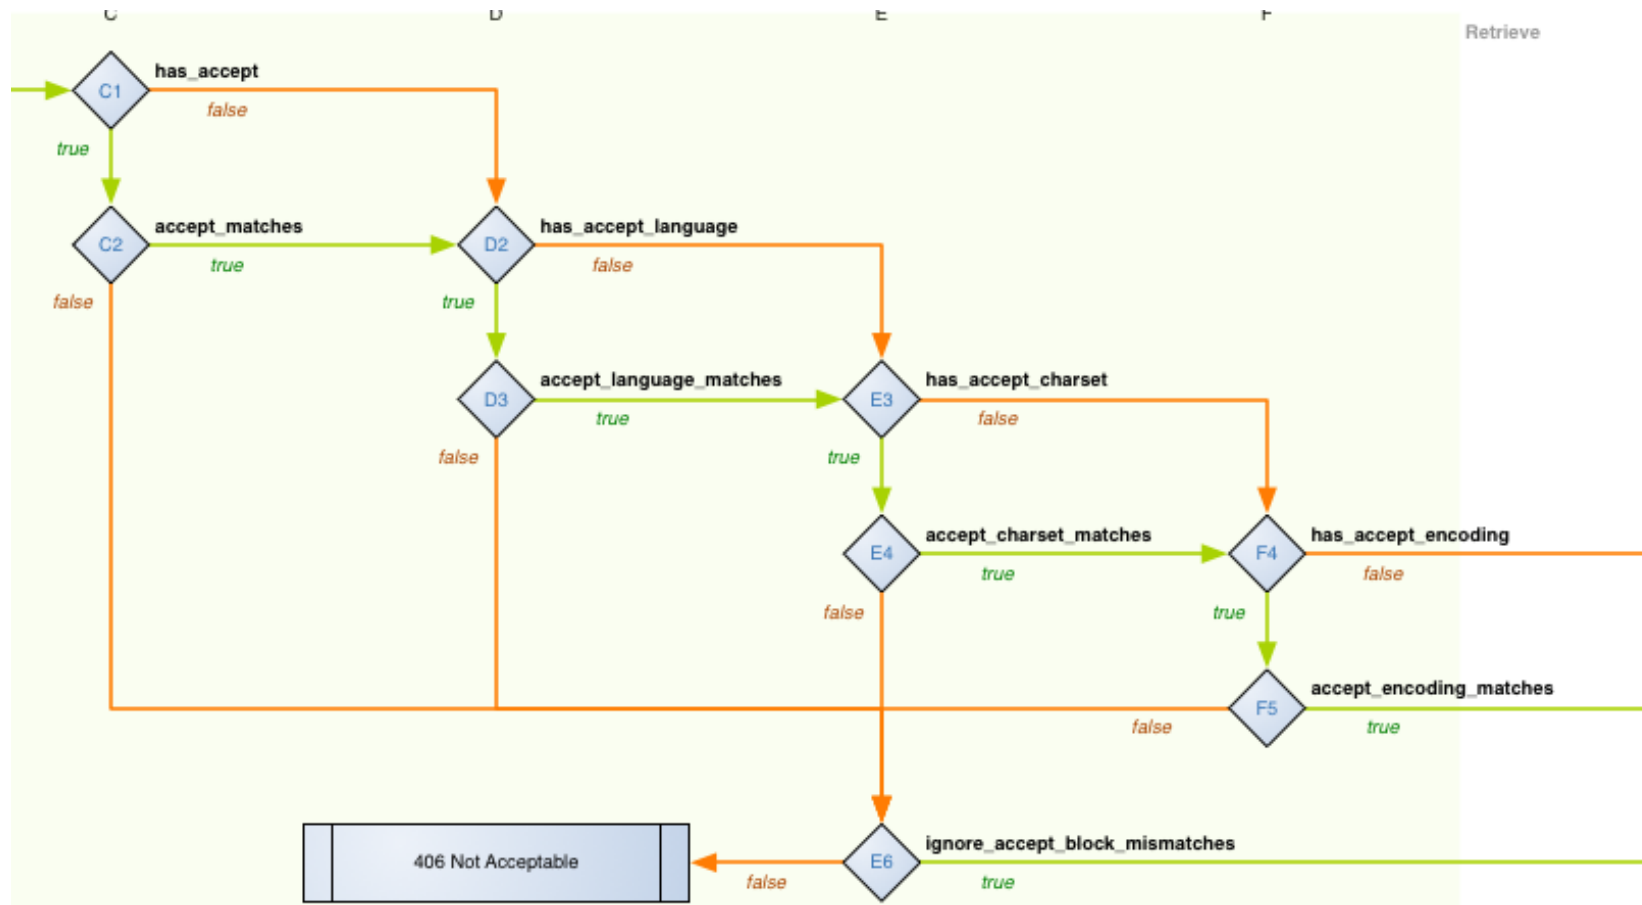 C D E F
Retrieve
has_accept
C1
false
true
accept_matches
has_accept_language
C2
D2
true
false
false
true
accept_language_matches
has_accept_charset
D3
E3
true
false
false
true
accept_charset_matches
has_accept_encoding
E4
F4
true
false
false
true
accept_encoding_matches
F5
false
true
ignore_accept_block_mismatches
406 Not Acceptable
E6
false
true